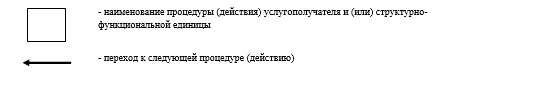 - наименование процедуры (действия) услугополучателя и (или) структурно-
функциональной единицы
- переход к следующей процедуре (действию)